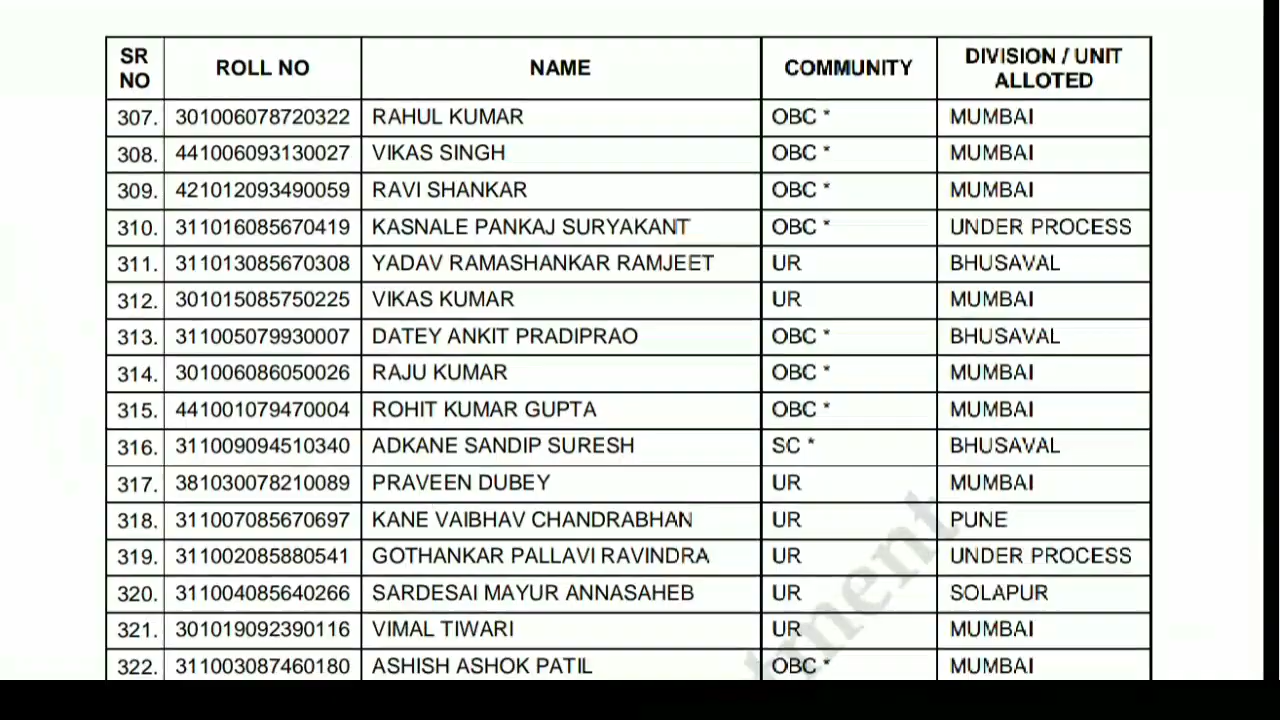 SR NO ROLL NO NAME COMMUNITY DIVISION / UNIT ALLOTED
307. 301006078720322 RAHUL KUMAR OBC * MUMBAI
308. 441006093130027 VIKAS SINGH OBC * MUMBAI
309. 421012093490059 RAVI SHANKAR OBC * MUMBAI
310. 311016085670419 KASNALE PANKAJ SURYAKANT OBC * UNDER PROCESS
311. 311013085670308 YADAV RAMASHANKAR RAMJEET UR BHUSAVAL
312. 301015085750225 VIKAS KUMAR UR MUMBAI
313. 311005079930007 DATEY ANKIT PRADIPRAO OBC * BHUSAVAL
314. 301006086050026 RAJU KUMAR OBC * MUMBAI
315. 441001079470004 ROHIT KUMAR GUPTA OBC * MUMBAI
316. 311009094510340 ADKANE SANDIP SURESH SC * BHUSAVAL
317. 381030078210089 PRAVEEN DUBEY UR MUMBAI
318. 311007085670697 KANE VAIBHAV CHANDRABHAN UR PUNE
319. 311002085880541 GOTHANKAR PALLAVI RAVINDRA UR UNDER PROCESS
320. 311004085640266 SARDESAI MAYUR ANNASAHEB UR SOLAPUR
321. 301019092390116 VIMAL TIWARI UR MUMBAI
322. 311003087460180 ASHISH ASHOK PATIL OBC * MUMBAI